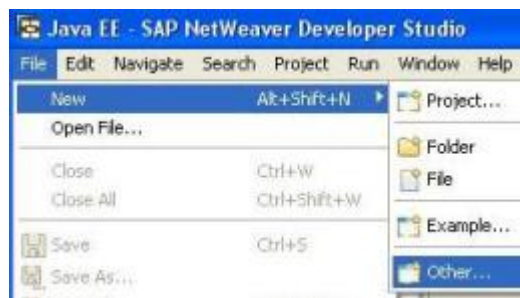 Java EE - SAP NetWeaver Developer Studio
File Edit Navigate Search Project Run Window Help
New Alt+Shift+N
Open File...
Close Ctrl+W
Close All Ctrl+Shift+W
Save Ctrl+S
Save As...
Project...
Folder
File
Example...
Other...